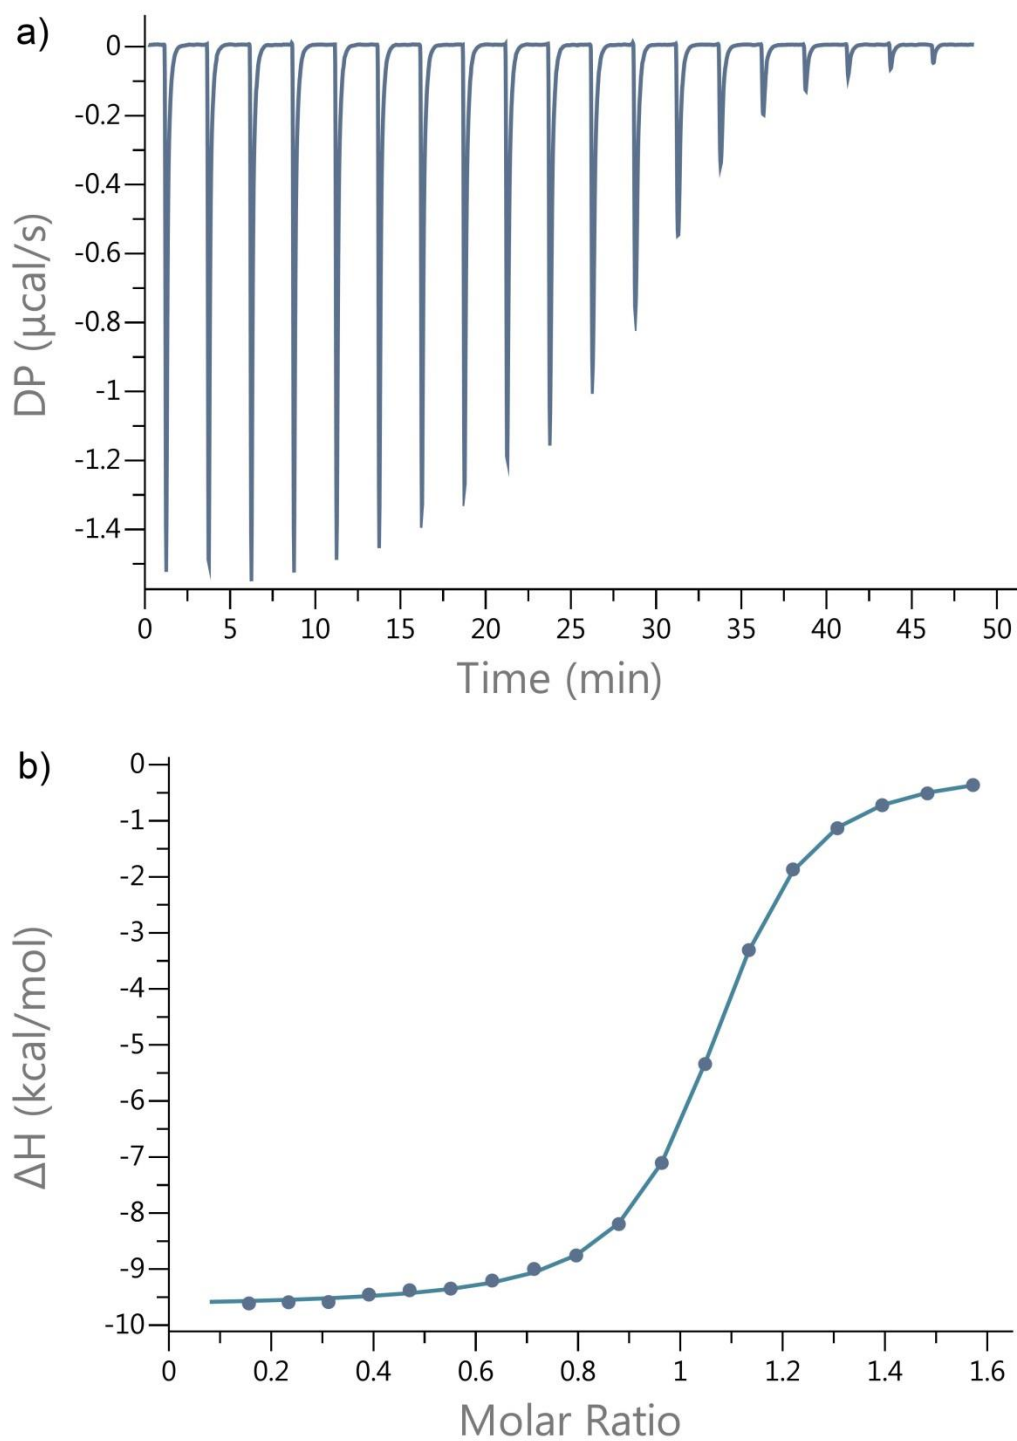 a)
0
-0.2
-0.4
-0.6
-0.8
-1
-1.2
-1.4
DP (μcal/s)
0 5 10 15 20 25 30 35 40 45 50
Time (min)
b)
0
-1
-2
-3
-4
-5
-6
-7
-8
-9
-10
ΔH (kcal/mol)
0 0.2 0.4 0.6 0.8 1 1.2 1.4 1.6
Molar Ratio